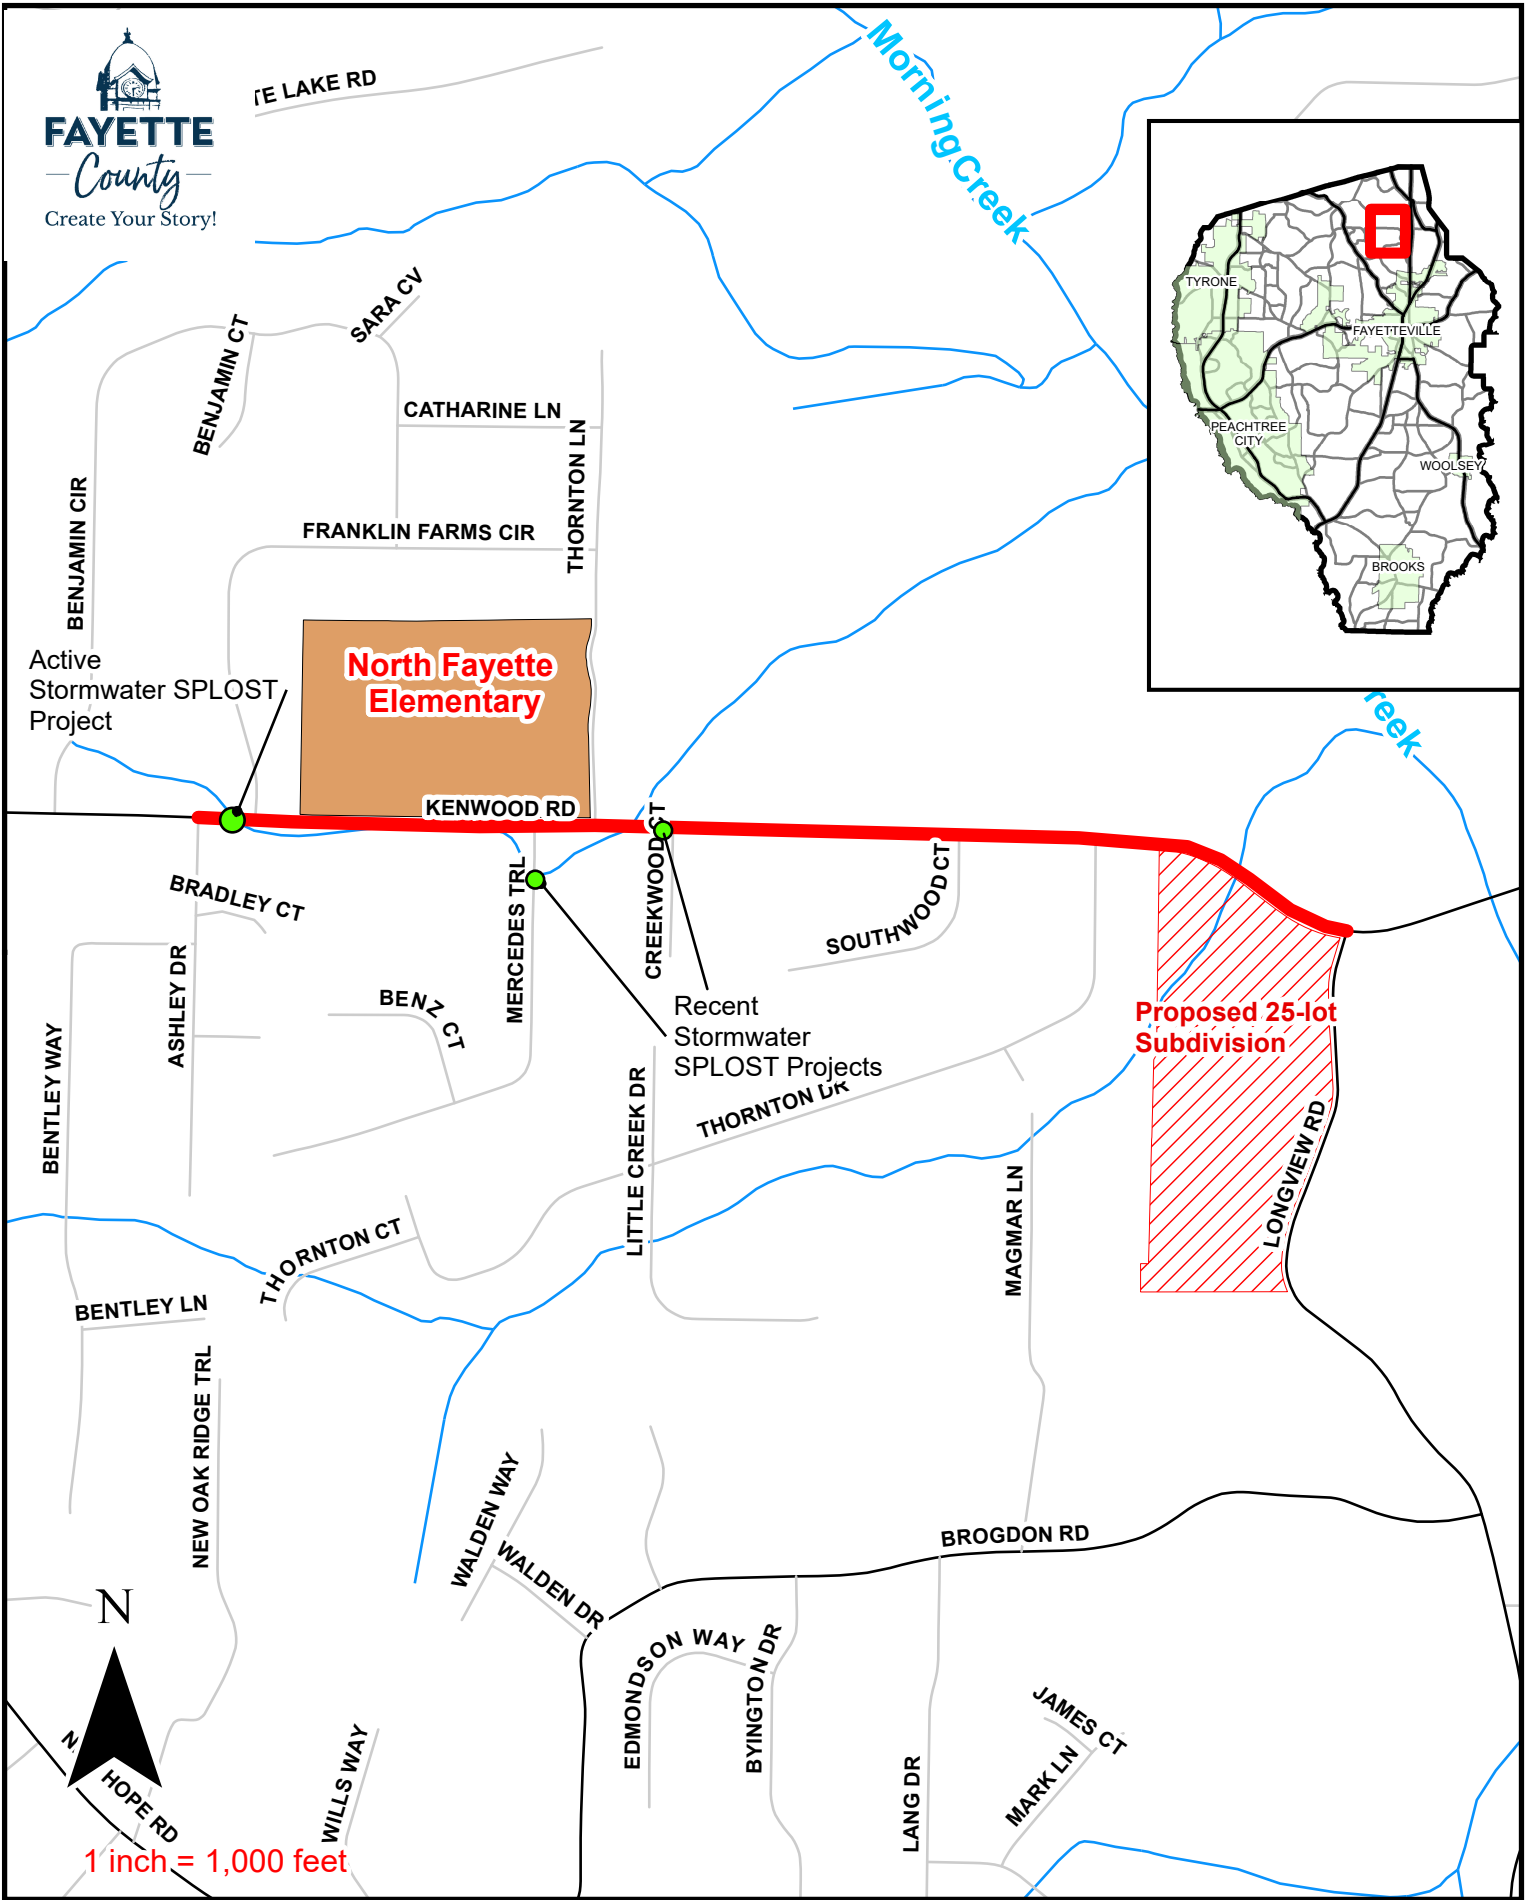 FAYETTE
County
Create Your Story!
TE LAKE RD
Morning Creek
TYRONE
FAYETTEVILLE
PEACHTREE
CITY
WOOLSEY
BROOKS
SARA CV
BENJAMIN CT
CATHARINE LN
THORNTON LN
BENJAMIN CIR
FRANKLIN FARMS CIR
Active
Stormwater SPLOST
Project
North Fayette
Elementary
reek
KENWOOD RD
CREEKWOOD CT
MERCEDES TRL
SOUTHWOOD CT
BRADLEY CT
ASHLEY DR
BENZ CT
BENTLEY WAY
Recent
Stormwater
SPLOST Projects
Proposed 25-lot
Subdivision
THORNTON DR
LITTLE CREEK DR
LONGVIEW RD
MAGMAR LN
THORNTON CT
BENTLEY LN
NEW OAK RIDGE TRL
WALDEN WAY
WALDEN DR
BROGDON RD
N
EDMONDSON WAY
BYINGTON DR
JAMES CT
MARK LN
LANG DR
WILLS WAY
N.
HOPE RD
1 inch = 1,000 feet